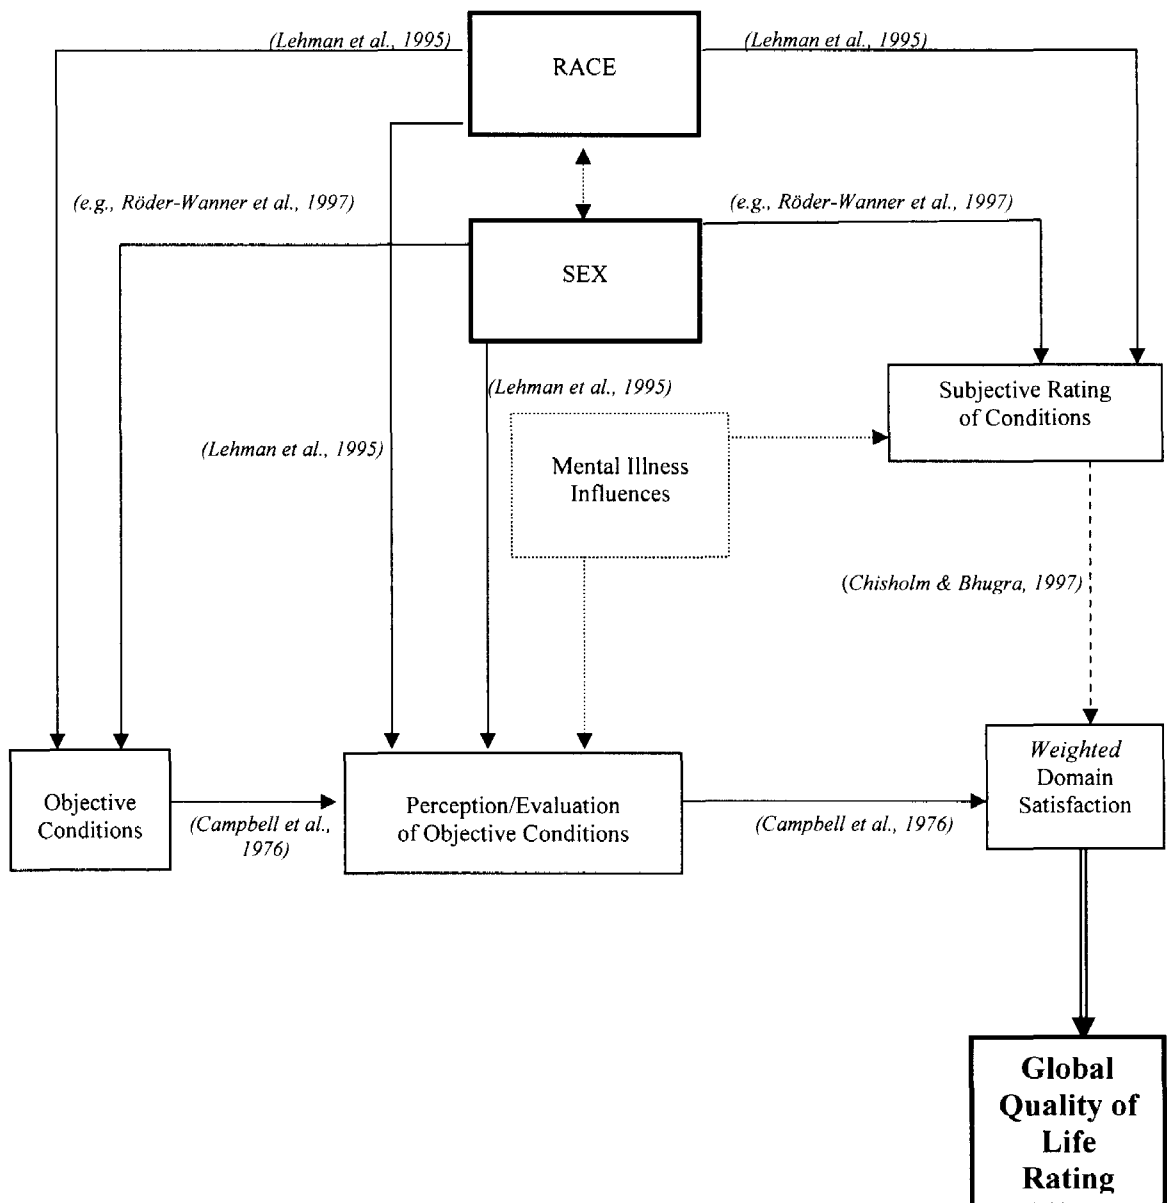 (Lehman et al., 1995)
(Lehman et al., 1995)
RACE
(e.g., Röder-Wanner et al., 1997)
(e.g., Röder-Wanner et al., 1997)
SEX
(Lehman et al., 1995)
Subjective Rating
of Conditions
(Lehman et al., 1995)
Mental Illness
Influences
(Chisholm & Bhugra, 1997)
Weighted
Domain
Satisfaction
Objective
Conditions
(Campbell et al.,
1976)
Perception/Evaluation
of Objective Conditions
(Campbell et al., 1976)
Global
Quality of
Life
Rating